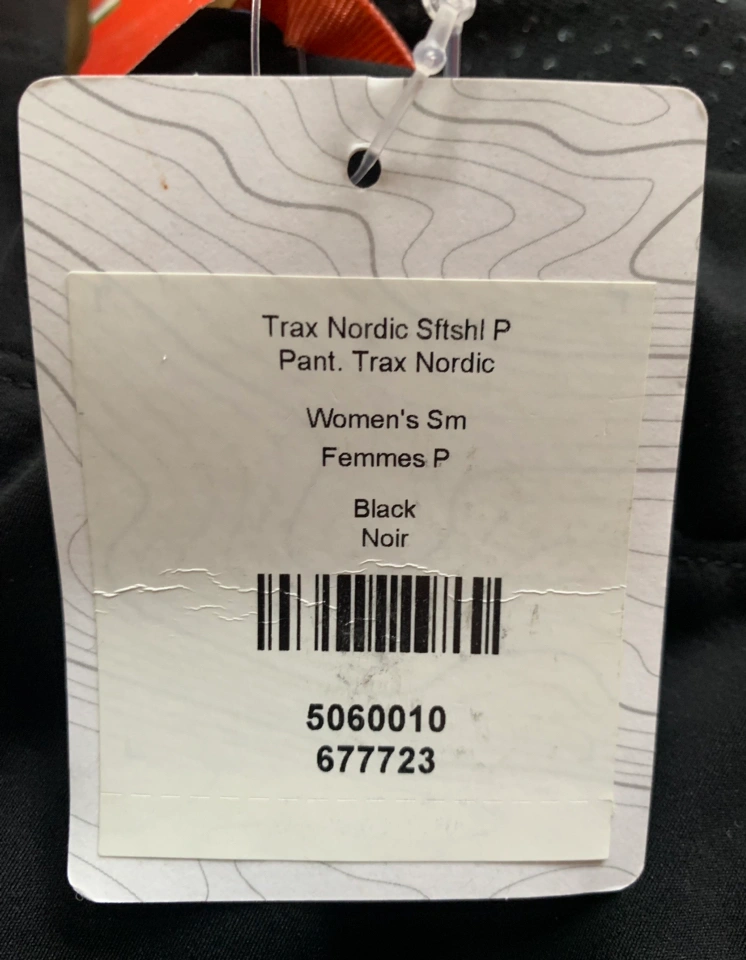 Trax Nordic Sftshl P
Pant. Trax Nordic
Women's Sm
Femmes P
Black
Noir
5060010
677723